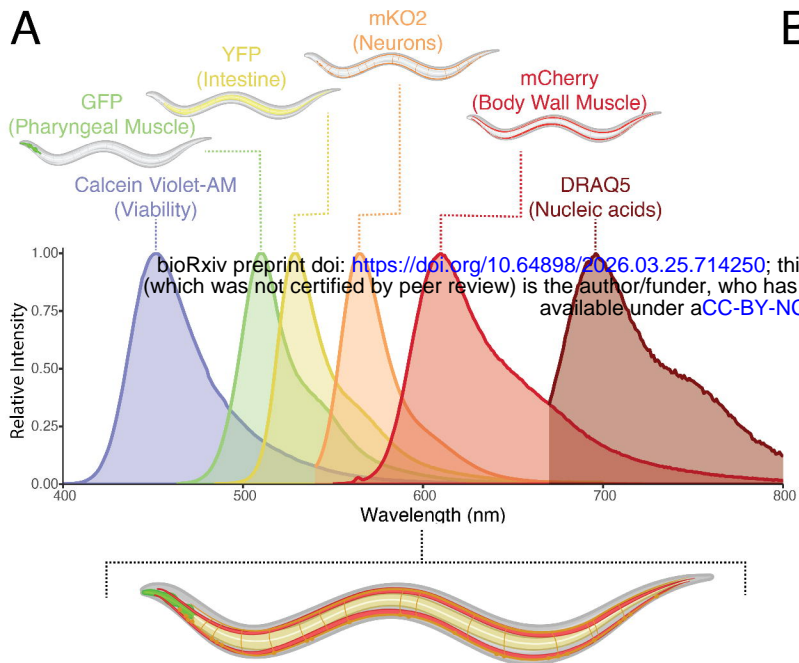 A
E
mKO2
(Neurons)
YFP
(Intestine)
mCherry
(Body Wall Muscle)
GFP
(Pharyngeal Muscle)
Calcein Violet-AM
(Viability)
DRAQ5
(Nucleic acids)
bioRxiv preprint doi: https://doi.org/10.64898/2026.03.25.714250; thi
(which was not certified by peer review) is the author/funder, who has
available under aCC-BY-NC
Relative Intensity
1.00
0.75
0.50
0.25
0.00
400
500
600
700
800
Wavelength (nm)